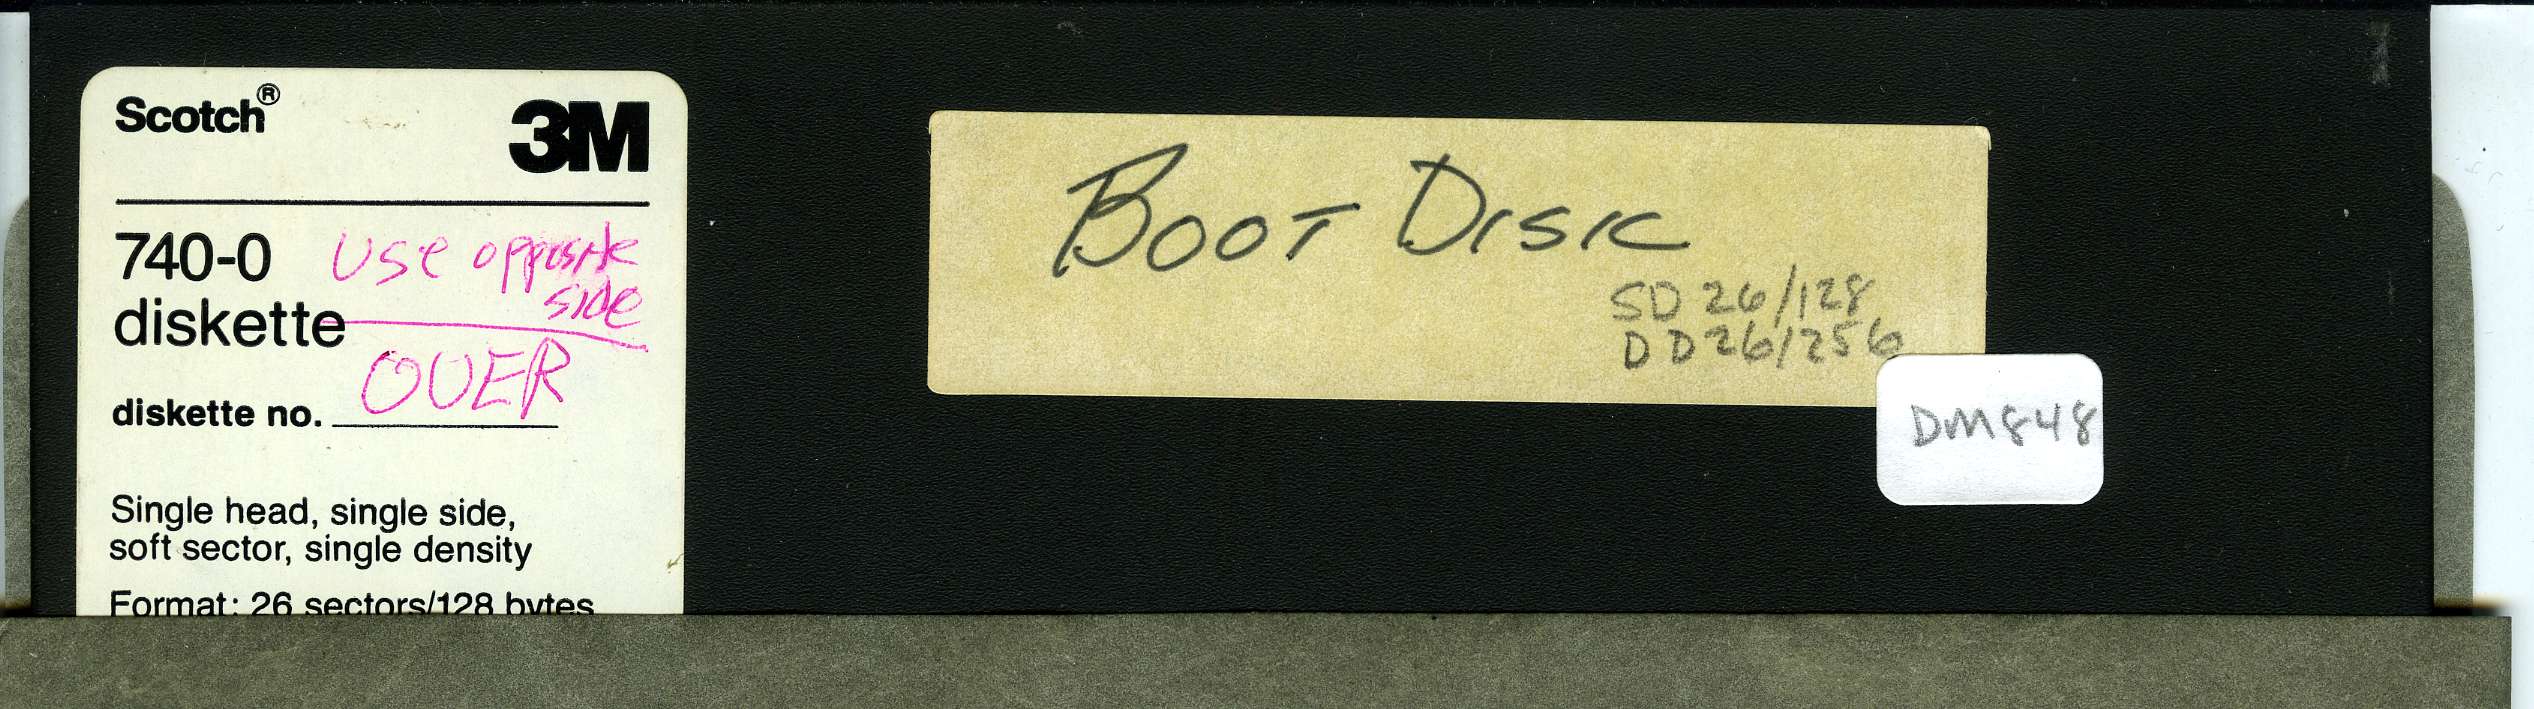 Scotch®
3M
740-0
diskette
Use opposite
side
OVER
diskette no.
Single head, single side,
soft sector, single density
Format: 26 sectors/128 bytes
BOOT DISK
SD 26/128
DD 26/256
DM848